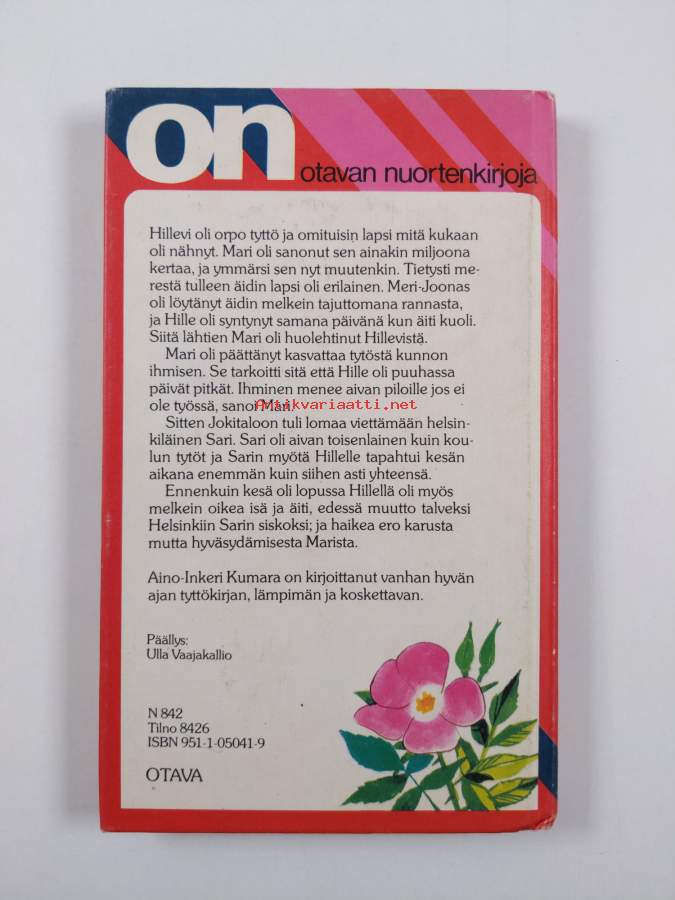 on
otavan nuortenkirjoja
Hillevi oli orpo tyttö ja omituisin lapsi mitä kukaan
oli nähnyt. Mari oli sanonut sen ainakin miljoona
kertaa, ja ymmärsi sen nyt muutenkin. Tietysti me-
restä tulleen äidin lapsi oli erilainen. Meri-Joonas
oli löytänyt äidin melkein tajuttomana rannasta,
ja Hille oli syntynyt samana päivänä kun äiti kuoli.
Siitä lähtien Mari oli huolehtinut Hillevistä.
Mari oli päättänyt kasvattaa tytöstä kunnon
ihmisen. Se tarkoitti sitä että Hille oli puuhassa
päivät pitkät. Ihminen menee aivan piloille jos ei
ole työssä, sanoi Mari.
Antikvariaatti.net
Sitten Jokitaloon tuli lomaa viettämään helsin-
kiläinen Sari. Sari oli aivan toisenlainen kuin kou-
lun tytöt ja Sarin myötä Hillelle tapahtui kesän
aikana enemmän kuin siihen asti yhteensä.
Ennenkuin kesä oli lopussa Hillellä oli myös
melkein oikea isä ja äiti, edessä muutto talveksi
Helsinkiin Sarin siskoksi; ja haikea ero karusta
mutta hyväsydämisesta Marista.
Aino-Inkeri Kumara on kirjoittanut vanhan hyvän
ajan tyttökirjan, lämpimän ja koskettavan.
Päällys:
Ulla Vaajakallio
N 842
Tilno 8426
ISBN 951-1-05041-9
OTAVA